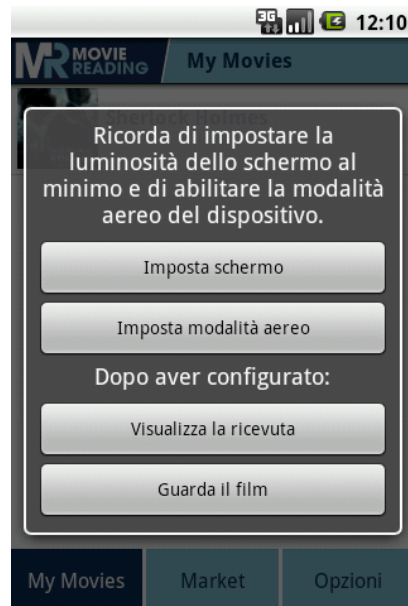 3G 12:10
MR MOVIE READING My Movies
Sherlock Holmes
Ricorda di impostare la
luminosità dello schermo al
minimo e di abilitare la modalità
aereo del dispositivo.
Imposta schermo
Imposta modalità aereo
Dopo aver configurato:
Visualizza la ricevuta
Guarda il film
My Movies Market Opzioni